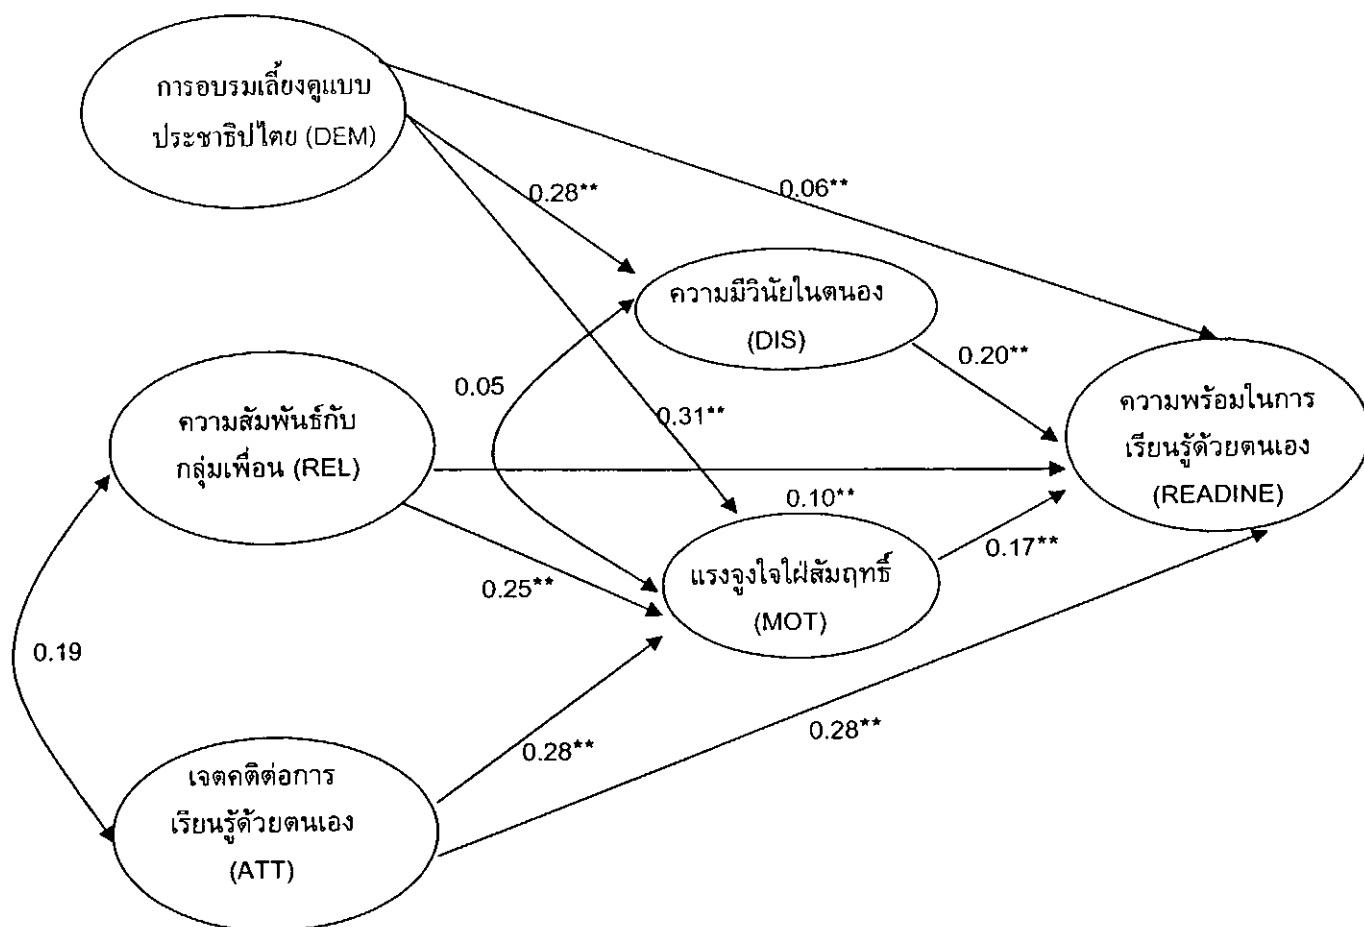 การอบรมเลี้ยงดูแบบ
ประชาธิปไตย (DEM)
0.28**
0.06**
ความมีวินัยในตนอง
(DIS)
0.20**
ความสัมพันธ์กับ
กลุ่มเพื่อน (REL)
0.05
0.31**
ความพร้อมในการ
เรียนรู้ด้วยตนเอง
(READINE)
0.10**
0.25**
แรงจูงใจใฝ่สัมฤทธิ์
(MOT)
0.17**
0.19
0.28**
0.28**
เจตคติต่อการ
เรียนรู้ด้วยตนเอง
(ATT)